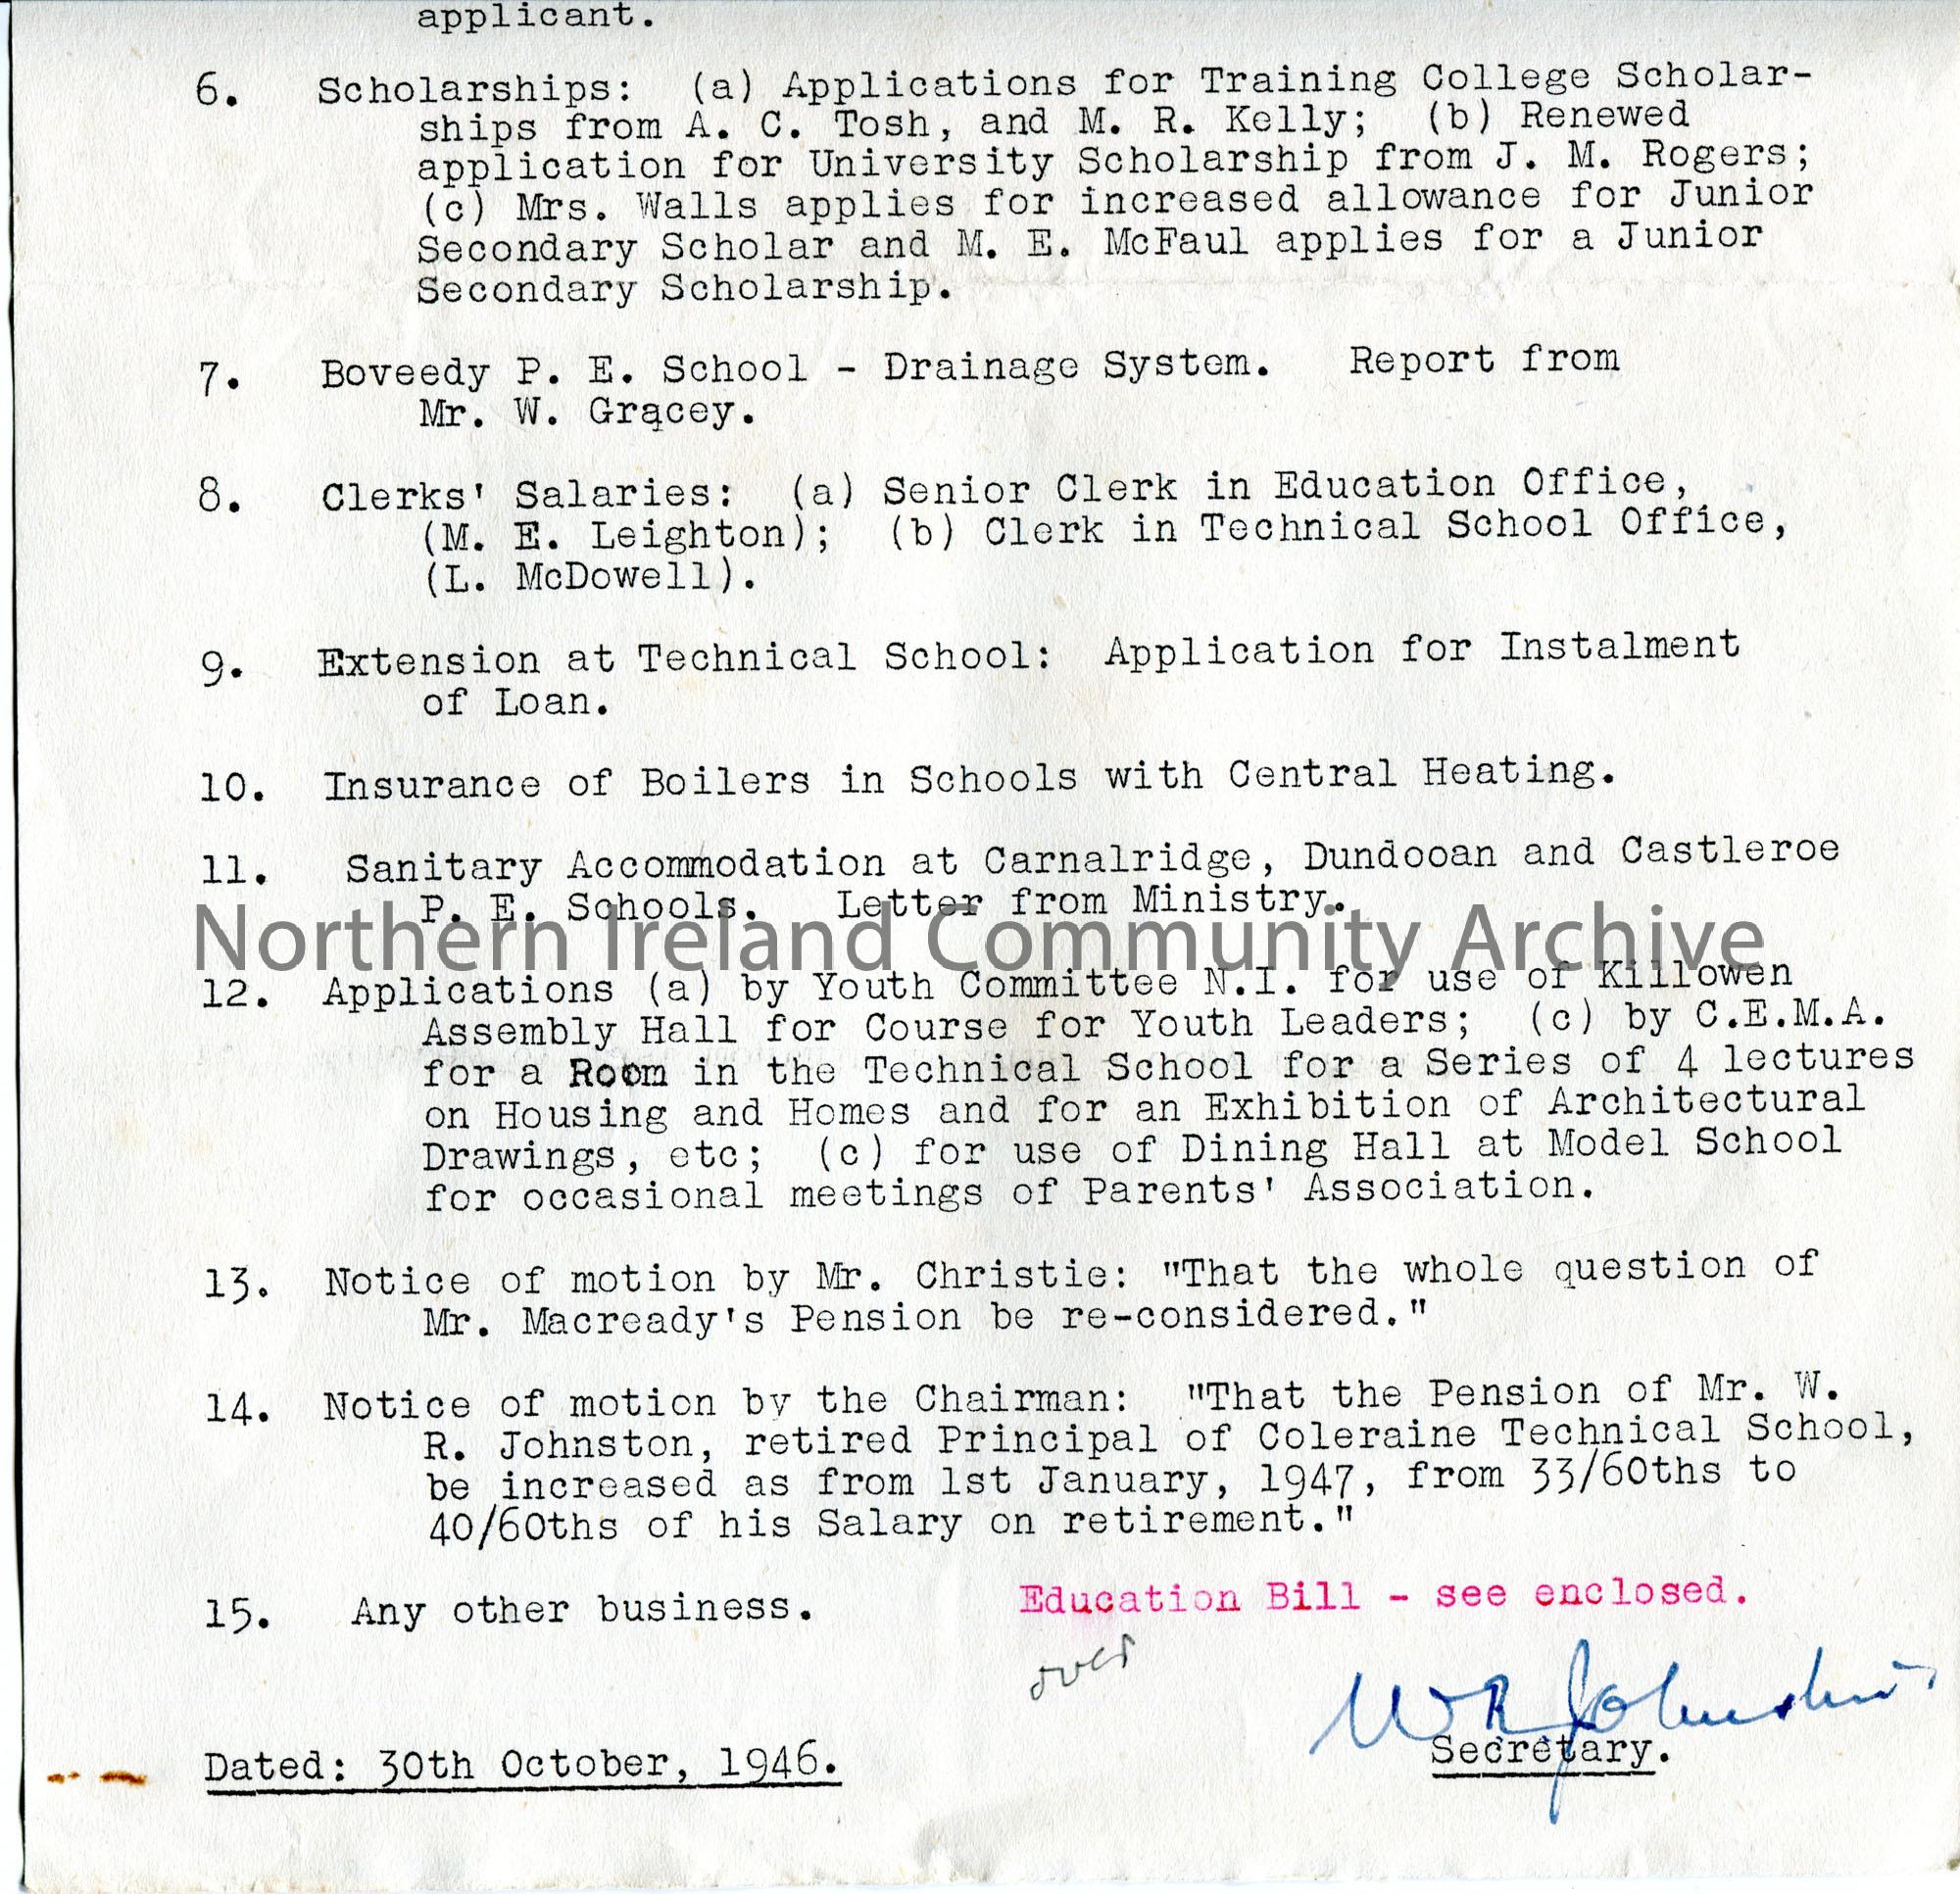 applicant.
6. Scholarships: (a) Applications for Training College Scholar-
ships from A. C. Tosh, and M. R. Kelly; (b) Renewed
application for University Scholarship from J. M. Rogers;
(c) Mrs. Walls applies for increased allowance for Junior
Secondary Scholar and M. E. McFaul applies for a Junior
Secondary Scholarship.
7. Boveedy P. E. School - Drainage System. Report from
Mr. W. Gracey.
8. Clerks' Salaries: (a) Senior Clerk in Education Office,
(M. E. Leighton); (b) Clerk in Technical School Office,
(L. McDowell).
9. Extension at Technical School: Application for Instalment
of Loan.
10. Insurance of Boilers in Schools with Central Heating.
11. Sanitary Accommodation at Carnalridge, Dundooan and Castleroe
P. E. Schools. Letter from Ministry.
Northern Ireland Community Archive
12. Applications (a) by Youth Committee N.I. for use of Killowen
Assembly Hall for Course for Youth Leaders; (c) by C.E.M.A.
for a Room in the Technical School for a Series of 4 lectures
on Housing and Homes and for an Exhibition of Architectural
Drawings, etc; (c) for use of Dining Hall at Model School
for occasional meetings of Parents' Association.
13. Notice of motion by Mr. Christie: "That the whole question of
Mr. Macready's Pension be re-considered."
14. Notice of motion by the Chairman: "That the Pension of Mr. W.
R. Johnston, retired Principal of Coleraine Technical School,
be increased as from 1st January, 1947, from 33/60ths to
40/60ths of his Salary on retirement."
15. Any other business. Education Bill - see enclosed.
over
W R Johnston
Secretary.
Dated: 30th October, 1946.